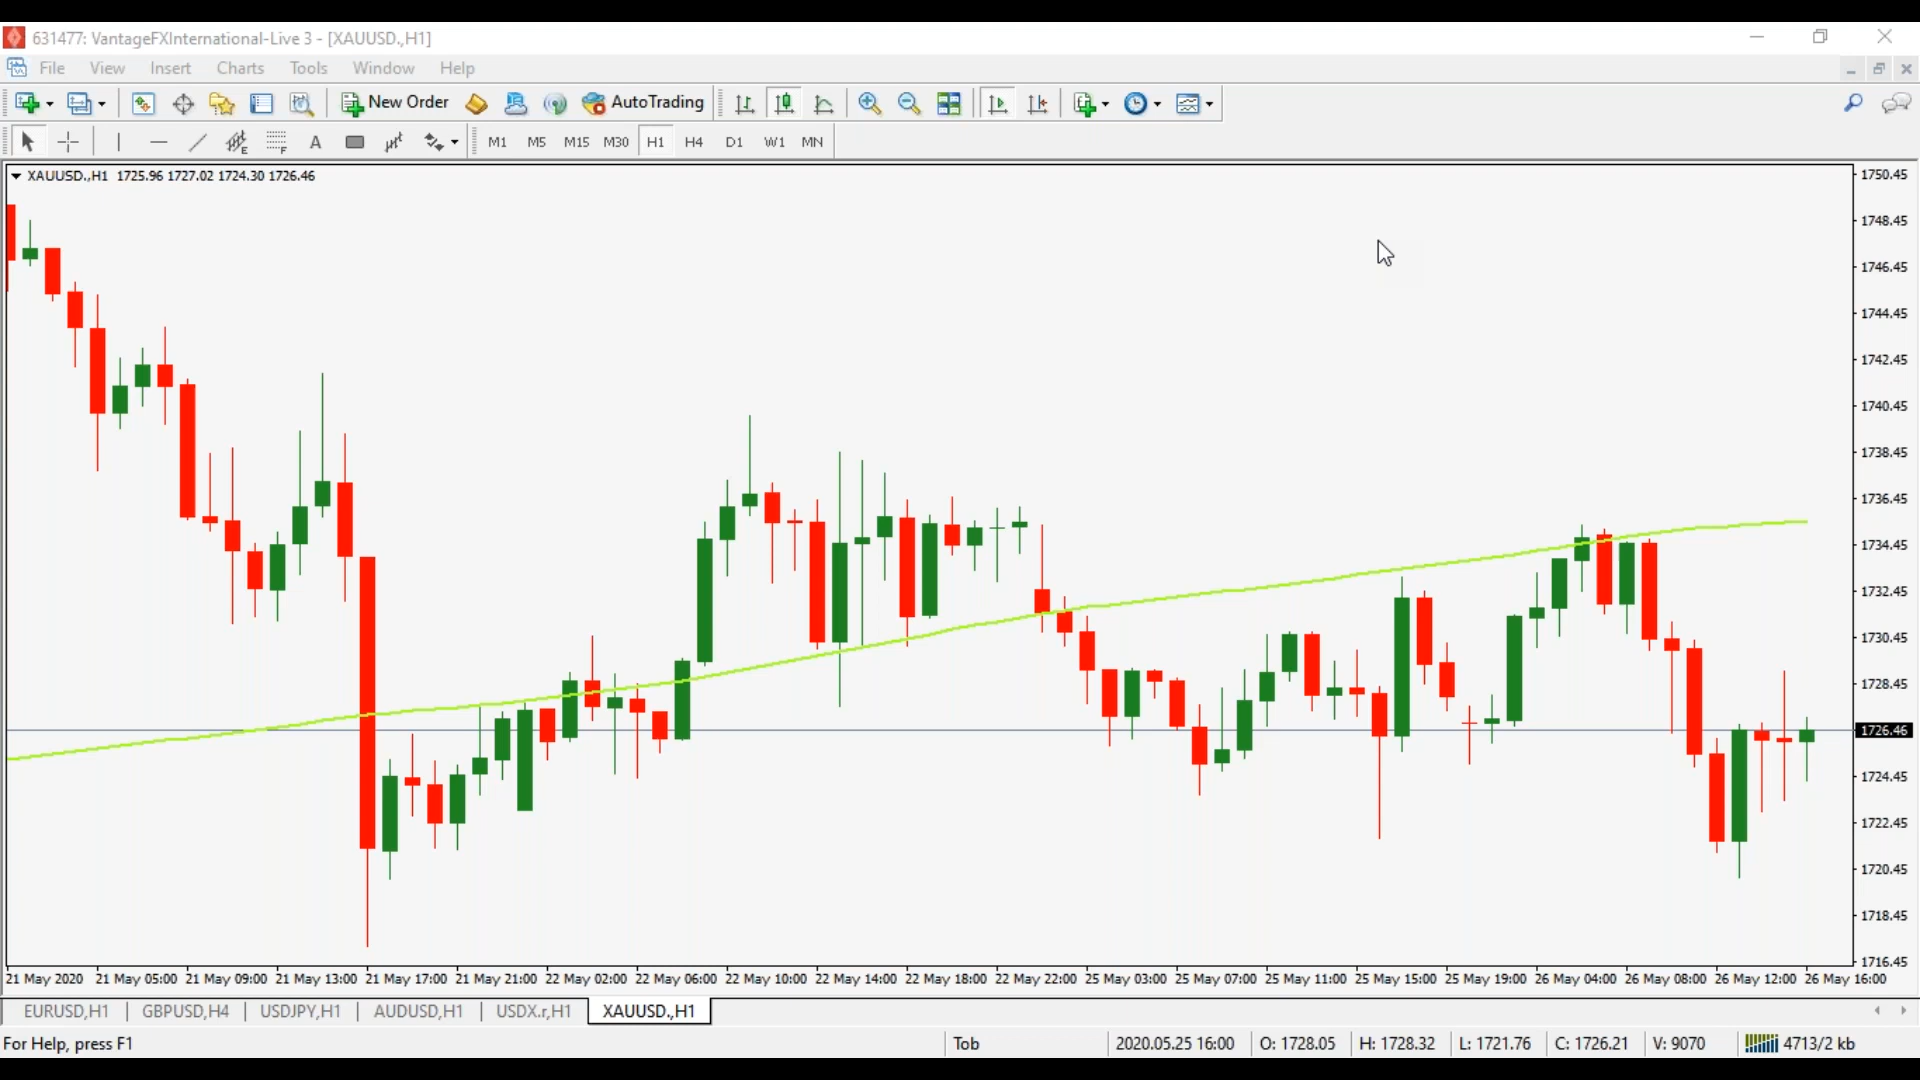 631477: VantageFXInternational-Live 3 - [XAUUSD.,H1]
File View Insert Charts Tools Window Help
New Order AutoTrading
E F A M1 M5 M15 M30 H1 H4 D1 W1 MN
XAUUSD.,H1 1725.96 1727.02 1724.30 1726.46
1750.45
1748.45
1746.45
1744.45
1742.45
1740.45
1738.45
1736.45
1734.45
1732.45
1730.45
1728.45
1726.46
1724.45
1722.45
1720.45
1718.45
1716.45
21 May 2020 21 May 05:00 21 May 09:00 21 May 13:00 21 May 17:00 21 May 21:00 22 May 02:00 22 May 06:00 22 May 10:00 22 May 14:00 22 May 18:00 22 May 22:00 25 May 03:00 25 May 07:00 25 May 11:00 25 May 15:00 25 May 19:00 26 May 04:00 26 May 08:00 26 May 12:00 26 May 16:00
EURUSD,H1 GBPUSD,H4 USDJPY,H1 AUDUSD,H1 USDX.r,H1 XAUUSD.,H1
For Help, press F1 Tob 2020.05.25 16:00 O: 1728.05 H: 1728.32 L: 1721.76 C: 1726.21 V: 9070 4713/2 kb